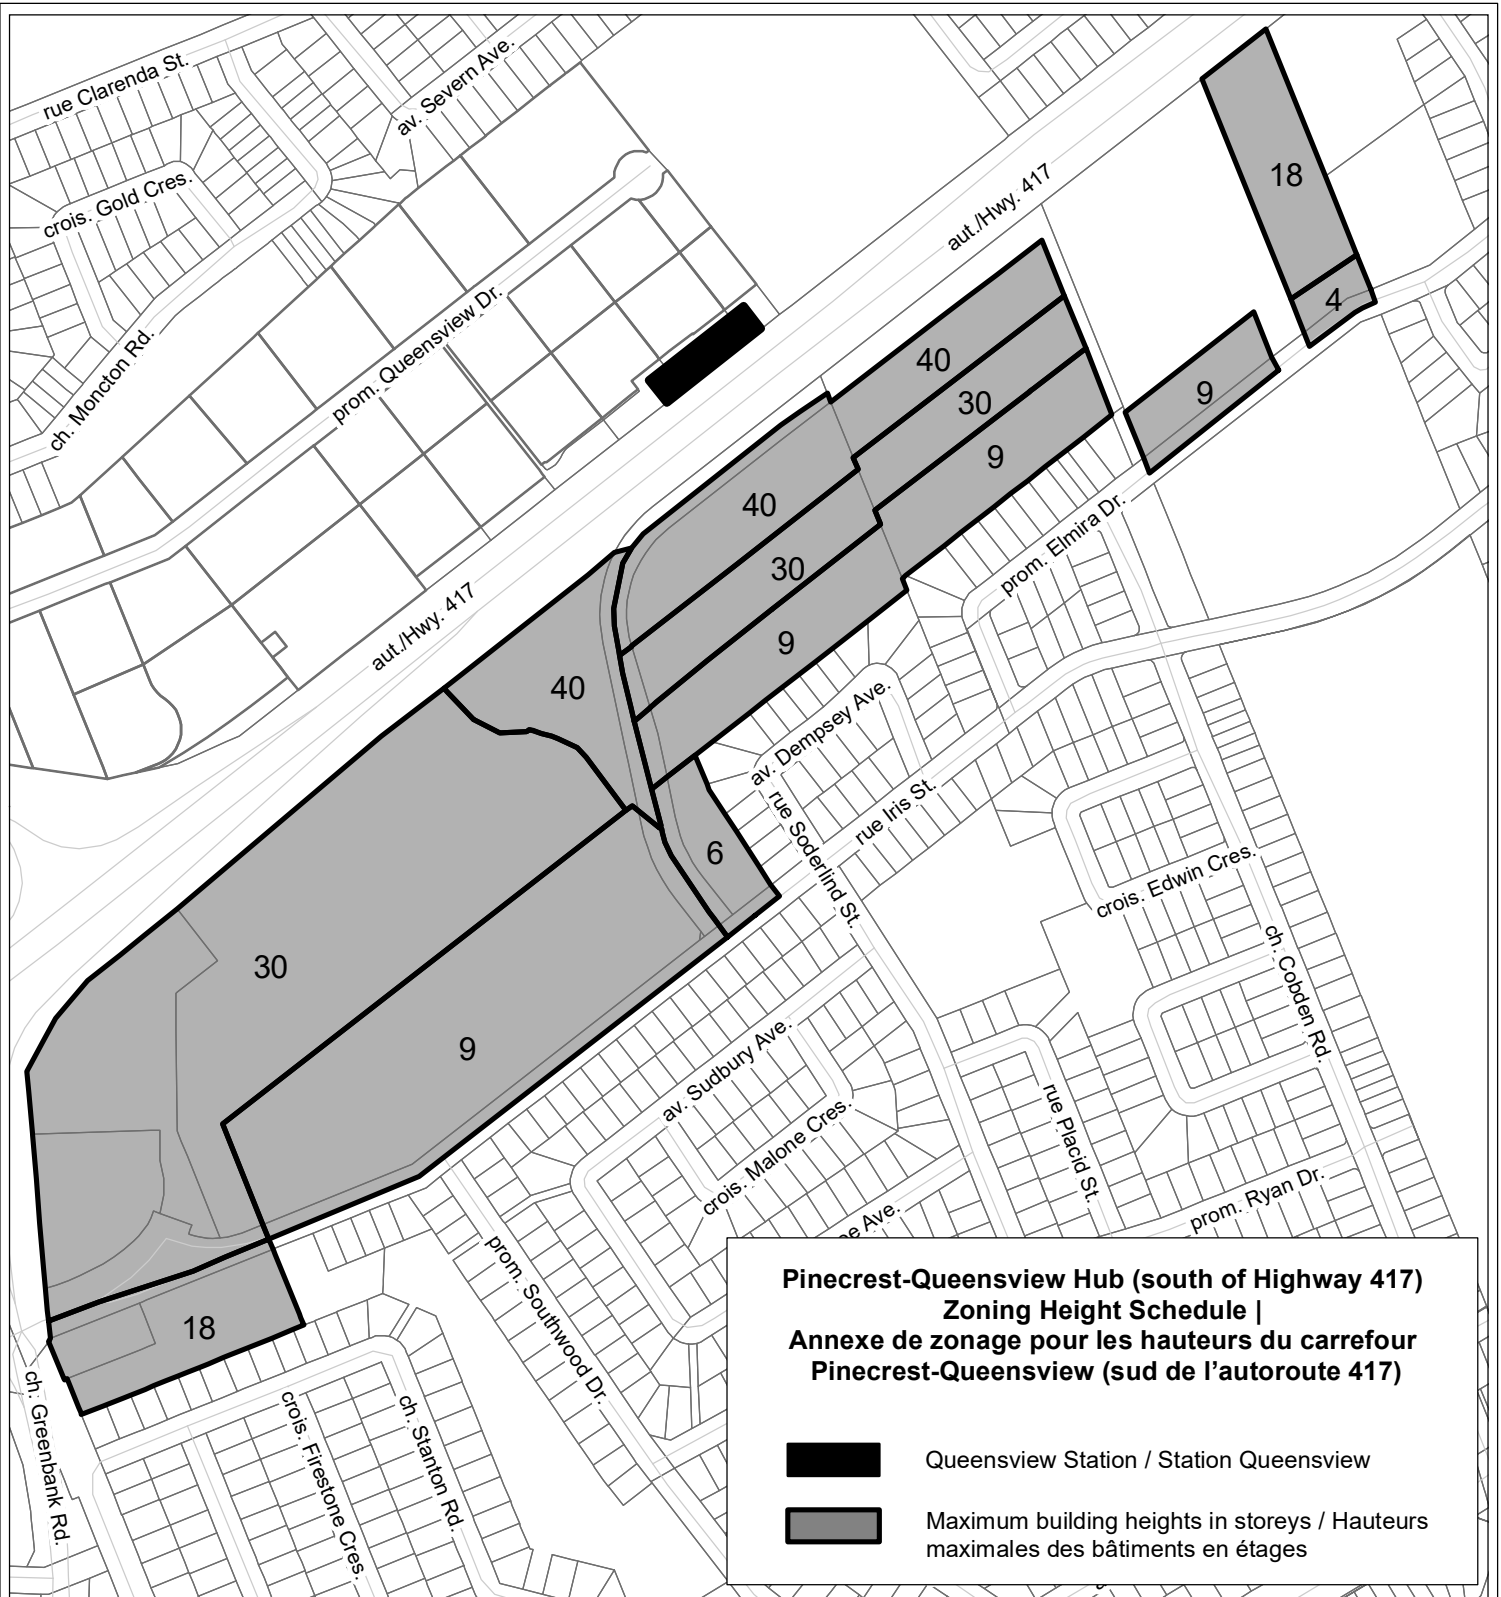 rue Clarenda St.
av. Severn Ave.
crois. Gold Cres.
aut./Hwy. 417
18
4
prom. Queensview Dr.
ch. Moncton Rd.
40
30
9
9
40
30
9
prom. Elmira Dr.
aut./Hwy. 417
40
av. Dempsey Ave.
rue Iris St.
rue Soderlind St.
6
crois. Edwin Cres.
ch. Cobden Rd.
30
9
av. Sudbury Ave.
crois. Malone Cres.
rue Placid St.
prom. Ryan Dr.
Ave.
prom. Southwood Dr.
18
ch. Greenbank Rd.
crois. Firestone Cres.
ch. Stanton Rd.
Pinecrest-Queensview Hub (south of Highway 417)
Zoning Height Schedule |
Annexe de zonage pour les hauteurs du carrefour
Pinecrest-Queensview (sud de l’autoroute 417)
Queensview Station / Station Queensview
Maximum building heights in storeys / Hauteurs
maximales des bâtiments en étages